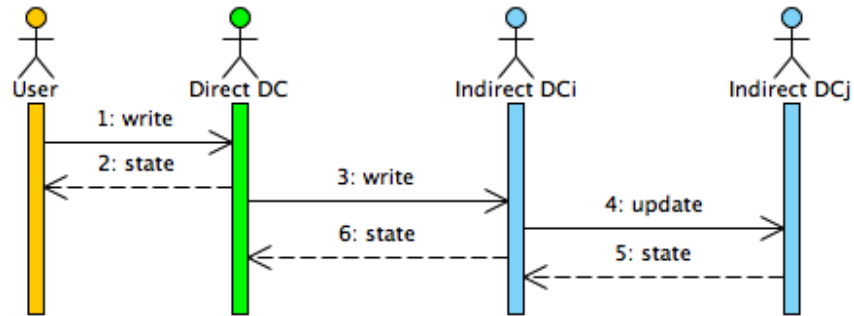 User Direct DC Indirect DCi Indirect DCj
1: write
2: state
3: write
4: update
6: state
5: state